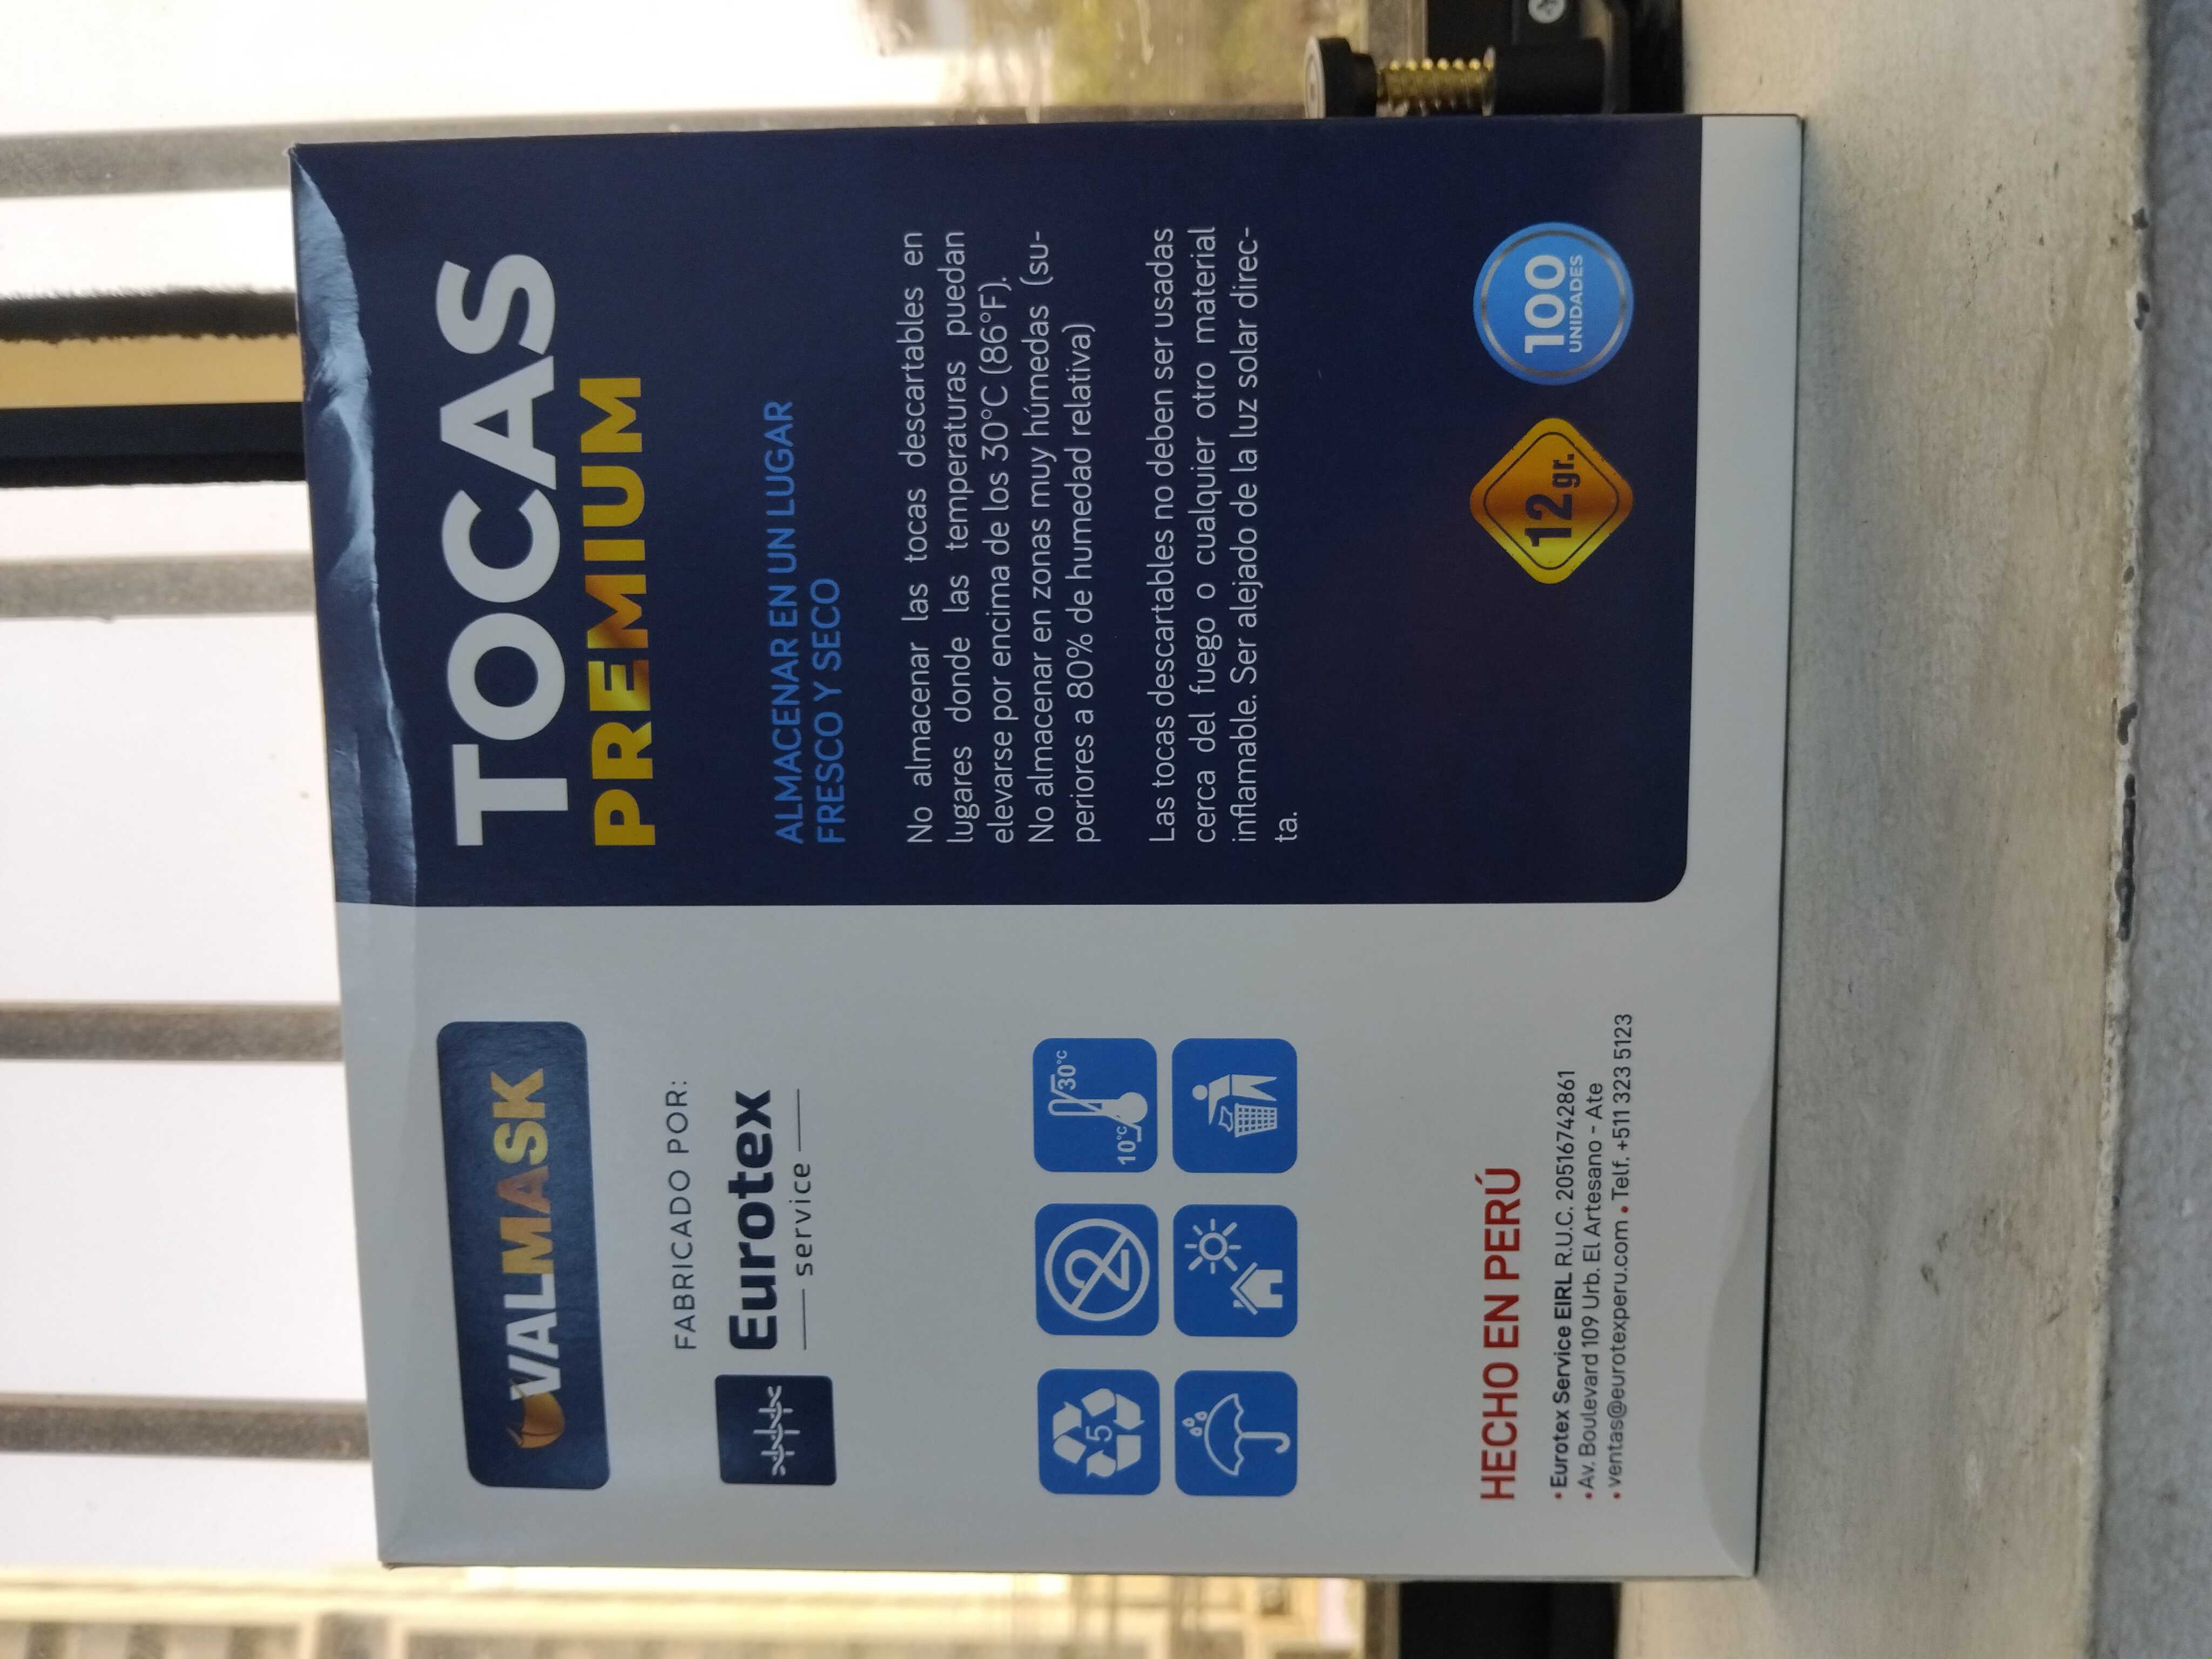 VALMASK
FABRICADO POR:
Eurotex
service
5
2
10°C
30°C
HECHO EN PERÚ
• Eurotex Service EIRL R.U.C. 20516742861
• Av. Boulevard 109 Urb. El Artesano - Ate
• ventas@eurotexperu.com • Telf. +511 323 5123
TOCAS
PREMIUM
ALMACENAR EN UN LUGAR
FRESCO Y SECO
No almacenar las tocas descartables en
lugares donde las temperaturas puedan
elevarse por encima de los 30°C (86°F).
No almacenar en zonas muy húmedas (su-
periores a 80% de humedad relativa)
Las tocas descartables no deben ser usadas
cerca del fuego o cualquier otro material
inflamable. Ser alejado de la luz solar direc-
ta.
12 gr.
100
UNIDADES